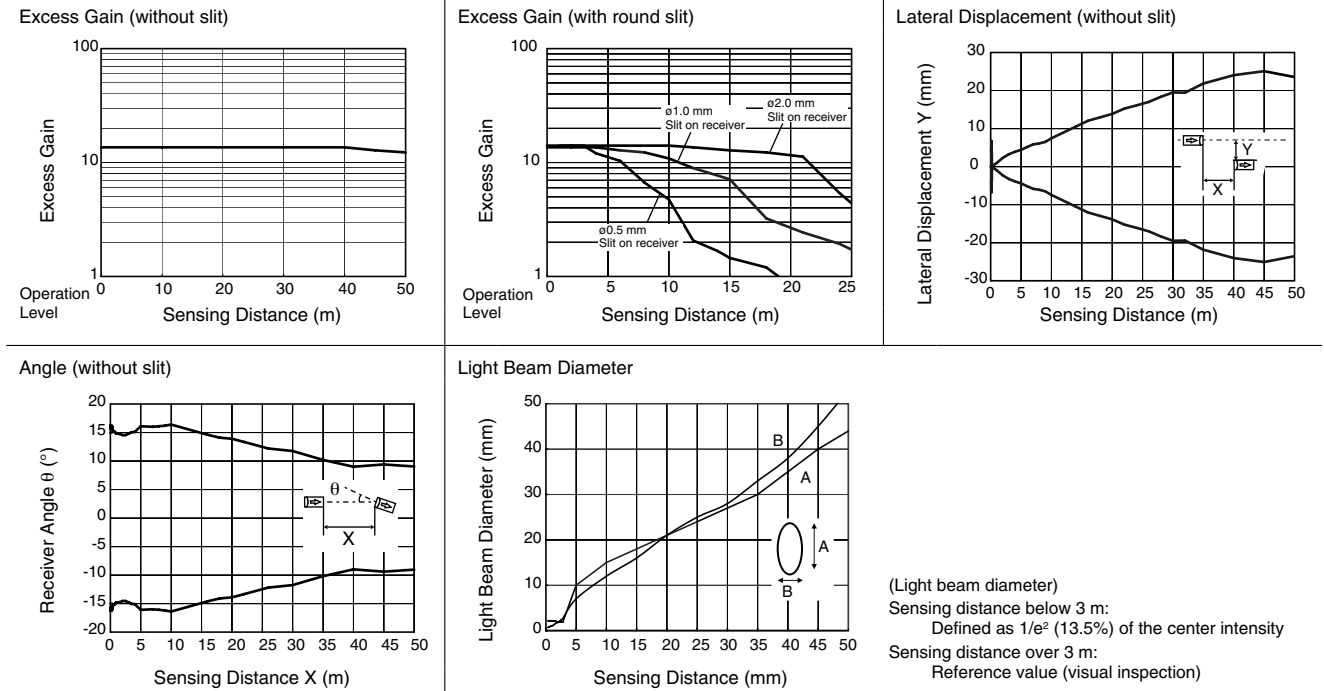 Excess Gain (without slit)
100
10
1
Excess Gain
Operation
Level
0 10 20 30 40 50
Sensing Distance (m)
Excess Gain (with round slit)
100
10
1
Excess Gain
ø1.0 mm
Slit on receiver
ø2.0 mm
Slit on receiver
ø0.5 mm
Slit on receiver
Operation
Level
0 5 10 15 21 25
Sensing Distance (m)
Lateral Displacement (without slit)
30
20
10
0
-10
-20
-30
Lateral Displacement Y (mm)
Y
X
0 5 10 15 20 25 30 35 40 45 50
Sensing Distance (m)
Angle (without slit)
20
15
10
5
0
-5
-10
-15
-20
Receiver Angle θ (°)
θ
X
0 5 10 15 20 25 30 35 40 45 50
Sensing Distance X (m)
Light Beam Diameter
50
40
30
20
10
0
Light Beam Diameter (mm)
B
A
A
B
0 5 10 15 20 25 30 35 40 45 50
Sensing Distance (mm)
(Light beam diameter)
Sensing distance below 3 m:
Defined as 1/e² (13.5%) of the center intensity
Sensing distance over 3 m:
Reference value (visual inspection)